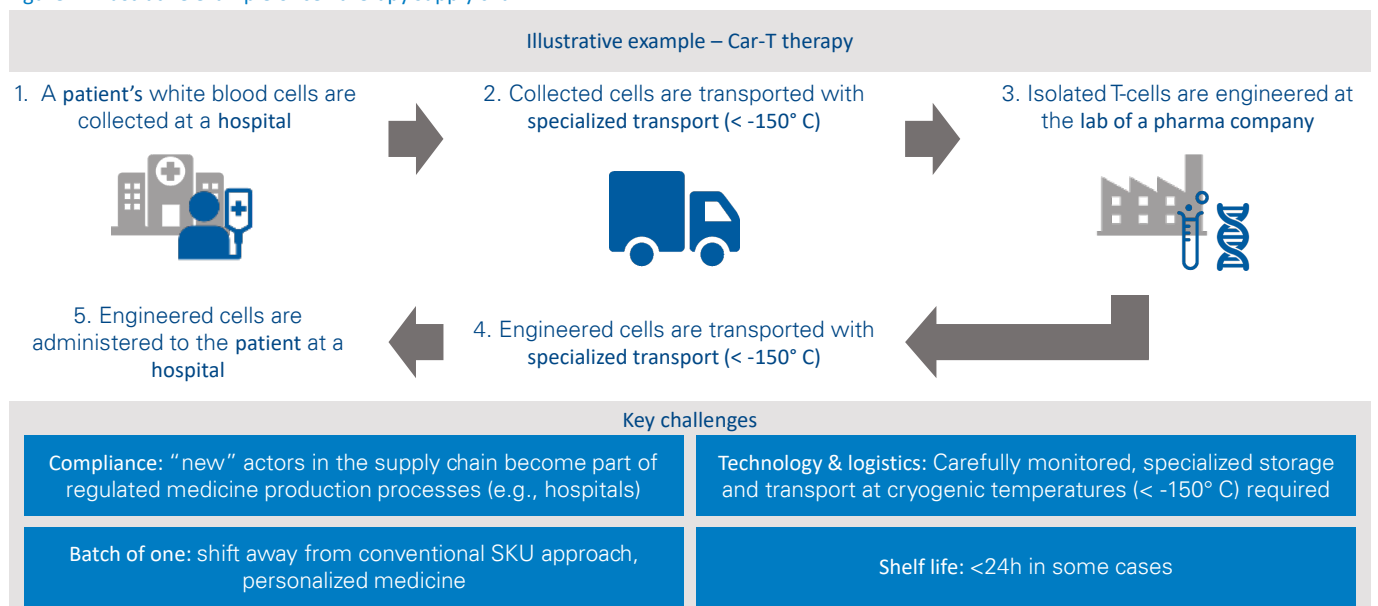 Illustrative example – Car-T therapy
1. A patient's white blood cells are
collected at a hospital
2. Collected cells are transported with
specialized transport (< -150° C)
3. Isolated T-cells are engineered at
the lab of a pharma company
5. Engineered cells are
administered to the patient at a
hospital
4. Engineered cells are transported with
specialized transport (< -150° C)
Key challenges
Compliance: “new” actors in the supply chain become part of
regulated medicine production processes (e.g., hospitals)
Technology & logistics: Carefully monitored, specialized storage
and transport at cryogenic temperatures (< -150° C) required
Batch of one: shift away from conventional SKU approach,
personalized medicine
Shelf life: <24h in some cases